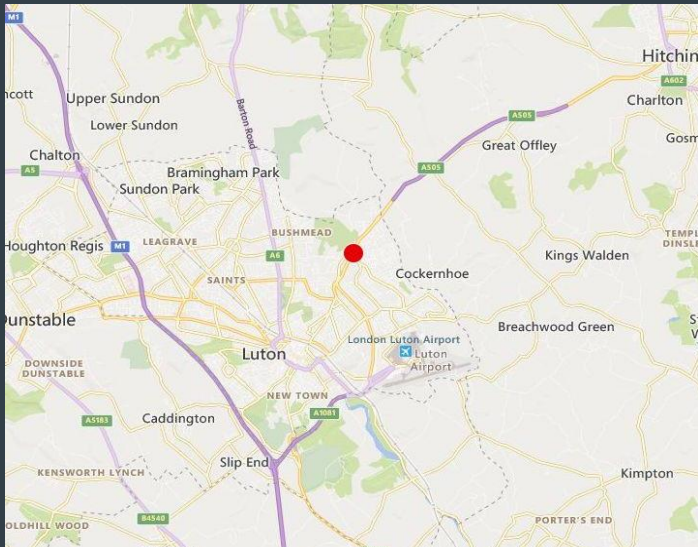 M1
Hitchin
A602
ncott
Upper Sundon
Barton Road
Charlton
Lower Sundon
A505
Gosm
Great Offley
Chalton
A505
A5
Bramingham Park
Sundon Park
BUSHMEAD
TEMPL
DINSLE
LEAGRAVE
Houghton Regis
M1
A6
Kings Walden
Cockernhoe
SAINTS
Dunstable
Breachwood Green
London Luton Airport
Luton
Luton
Airport
DOWNSIDE
DUNSTABLE
NEW TOWN
A1081
Caddington
A5183
Slip End
KENSWORTH LYNCH
Kimpton
B4540
OLDHILL WOOD
PORTER'S END